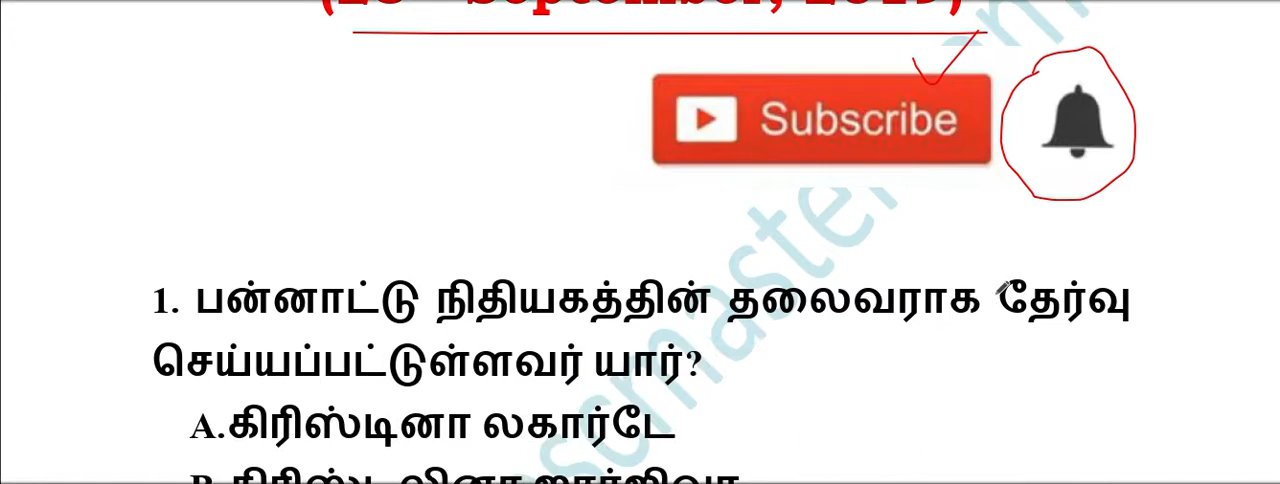 Subscribe
1. பன்னாட்டு நிதியகத்தின் தலைவராக தேர்வு
செய்யப்பட்டுள்ளவர் யார்?
A.கிரிஸ்டினா லகார்டே